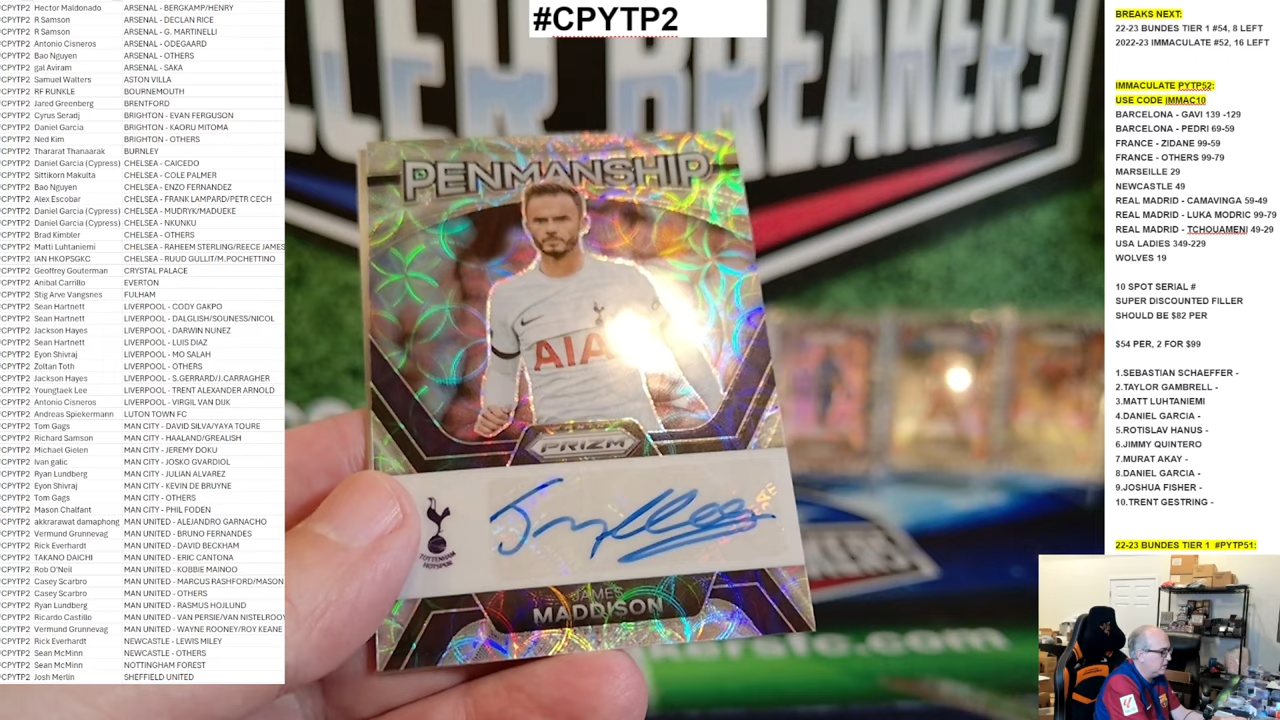 #CPYTP2
CPYTP2 Hector Maldonado ARSENAL - BERGKAMP/HENRY
CPYTP2 R Samson ARSENAL - DECLAN RICE
CPYTP2 R Samson ARSENAL - G. MARTINELLI
CPYTP2 Antonio Cisneros ARSENAL - ODEGAARD
CPYTP2 Bao Nguyen ARSENAL - OTHERS
CPYTP2 gal Aviram ARSENAL - SAKA
CPYTP2 Samuel Walters ASTON VILLA
CPYTP2 RF RUNKLE BOURNEMOUTH
CPYTP2 Jared Greenberg BRENTFORD
CPYTP2 Cyrus Seradj BRIGHTON - EVAN FERGUSON
CPYTP2 Daniel Garcia BRIGHTON - KAORU MITOMA
CPYTP2 Ned Kim BRIGHTON - OTHERS
CPYTP2 Thararat Thanaarak BURNLEY
CPYTP2 Daniel Garcia (Cypress) CHELSEA - CAICEDO
CPYTP2 Sittikorn Makulta CHELSEA - COLE PALMER
CPYTP2 Bao Nguyen CHELSEA - ENZO FERNANDEZ
CPYTP2 Alex Escobar CHELSEA - FRANK LAMPARD/PETR CECH
CPYTP2 Daniel Garcia (Cypress) CHELSEA - MUDRYK/MADUEKE
CPYTP2 Daniel Garcia (Cypress) CHELSEA - NKUNKU
CPYTP2 Brad Kimbler CHELSEA - OTHERS
CPYTP2 Matti Luhtaniemi CHELSEA - RAHEEM STERLING/REECE JAMES
CPYTP2 IAN HKOPSGKC CHELSEA - RUUD GULLIT/M.POCHETTINO
CPYTP2 Geoffrey Gouterman CRYSTAL PALACE
CPYTP2 Anibal Carrillo EVERTON
CPYTP2 Stig Arve Vangsnes FULHAM
CPYTP2 Sean Hartnett LIVERPOOL - CODY GAKPO
CPYTP2 Sean Hartnett LIVERPOOL - DALGLISH/SOUNESS/NICOL
CPYTP2 Jackson Hayes LIVERPOOL - DARWIN NUNEZ
CPYTP2 Sean Hartnett LIVERPOOL - LUIS DIAZ
CPYTP2 Eyon Shivraj LIVERPOOL - MO SALAH
CPYTP2 Zoltan Toth LIVERPOOL - OTHERS
CPYTP2 Jackson Hayes LIVERPOOL - S.GERRARD/J.CARRAGHER
CPYTP2 Youngtaek Lee LIVERPOOL - TRENT ALEXANDER ARNOLD
CPYTP2 Antonio Cisneros LIVERPOOL - VIRGIL VAN DIJK
CPYTP2 Andreas Spiekermann LUTON TOWN FC
CPYTP2 Tom Gags MAN CITY - DAVID SILVA/YAYA TOURE
CPYTP2 Richard Samson MAN CITY - HAALAND/GREALISH
CPYTP2 Michael Gielen MAN CITY - JEREMY DOKU
CPYTP2 Ivan galic MAN CITY - JOSKO GVARDIOL
CPYTP2 Ryan Lundberg MAN CITY - JULIAN ALVAREZ
CPYTP2 Eyon Shivraj MAN CITY - KEVIN DE BRUYNE
CPYTP2 Tom Gags MAN CITY - OTHERS
CPYTP2 Mason Chalfant MAN CITY - PHIL FODEN
CPYTP2 akkrarawat damaphong MAN UNITED - ALEJANDRO GARNACHO
CPYTP2 Vermund Grunnevag MAN UNITED - BRUNO FERNANDES
CPYTP2 Rick Everhardt MAN UNITED - DAVID BECKHAM
CPYTP2 TAKANO DAICHI MAN UNITED - ERIC CANTONA
CPYTP2 Rob O'Neil MAN UNITED - KOBBIE MAINOO
CPYTP2 Casey Scarbro MAN UNITED - MARCUS RASHFORD/MASON
CPYTP2 Casey Scarbro MAN UNITED - OTHERS
CPYTP2 Ryan Lundberg MAN UNITED - RASMUS HOJLUND
CPYTP2 Ricardo Castillo MAN UNITED - VAN PERSIE/VAN NISTELROOY
CPYTP2 Vermund Grunnevag MAN UNITED - WAYNE ROONEY/ROY KEANE
CPYTP2 Rick Everhardt NEWCASTLE - LEWIS MILEY
CPYTP2 Sean McMinn NEWCASTLE - OTHERS
CPYTP2 Sean McMinn NOTTINGHAM FOREST
CPYTP2 Josh Merlin SHEFFIELD UNITED
BREAKERS
PENMANSHIP
AIA
PRIZM
TOTTENHAM
HOTSPUR
JAMES
MADDISON
BREAKS NEXT:
22-23 BUNDES TIER 1 #54, 8 LEFT
2022-23 IMMACULATE #52, 16 LEFT
IMMACULATE PYTP52:
USE CODE IMMAC10
BARCELONA - GAVI 139 -129
BARCELONA - PEDRI 69-59
FRANCE - ZIDANE 99-59
FRANCE - OTHERS 99-79
MARSEILLE 29
NEWCASTLE 49
REAL MADRID - CAMAVINGA 59-49
REAL MADRID - LUKA MODRIC 99-79
REAL MADRID - TCHOUAMENI 49-29
USA LADIES 349-229
WOLVES 19
10 SPOT SERIAL #
SUPER DISCOUNTED FILLER
SHOULD BE $82 PER
$54 PER, 2 FOR $99
1.SEBASTIAN SCHAEFFER -
2.TAYLOR GAMBRELL -
3.MATT LUHTANIEMI
4.DANIEL GARCIA -
5.ROTISLAV HANUS -
6.JIMMY QUINTERO
7.MURAT AKAY -
8.DANIEL GARCIA -
9.JOSHUA FISHER -
10.TRENT GESTRING -
22-23 BUNDES TIER 1 #PYTP51: